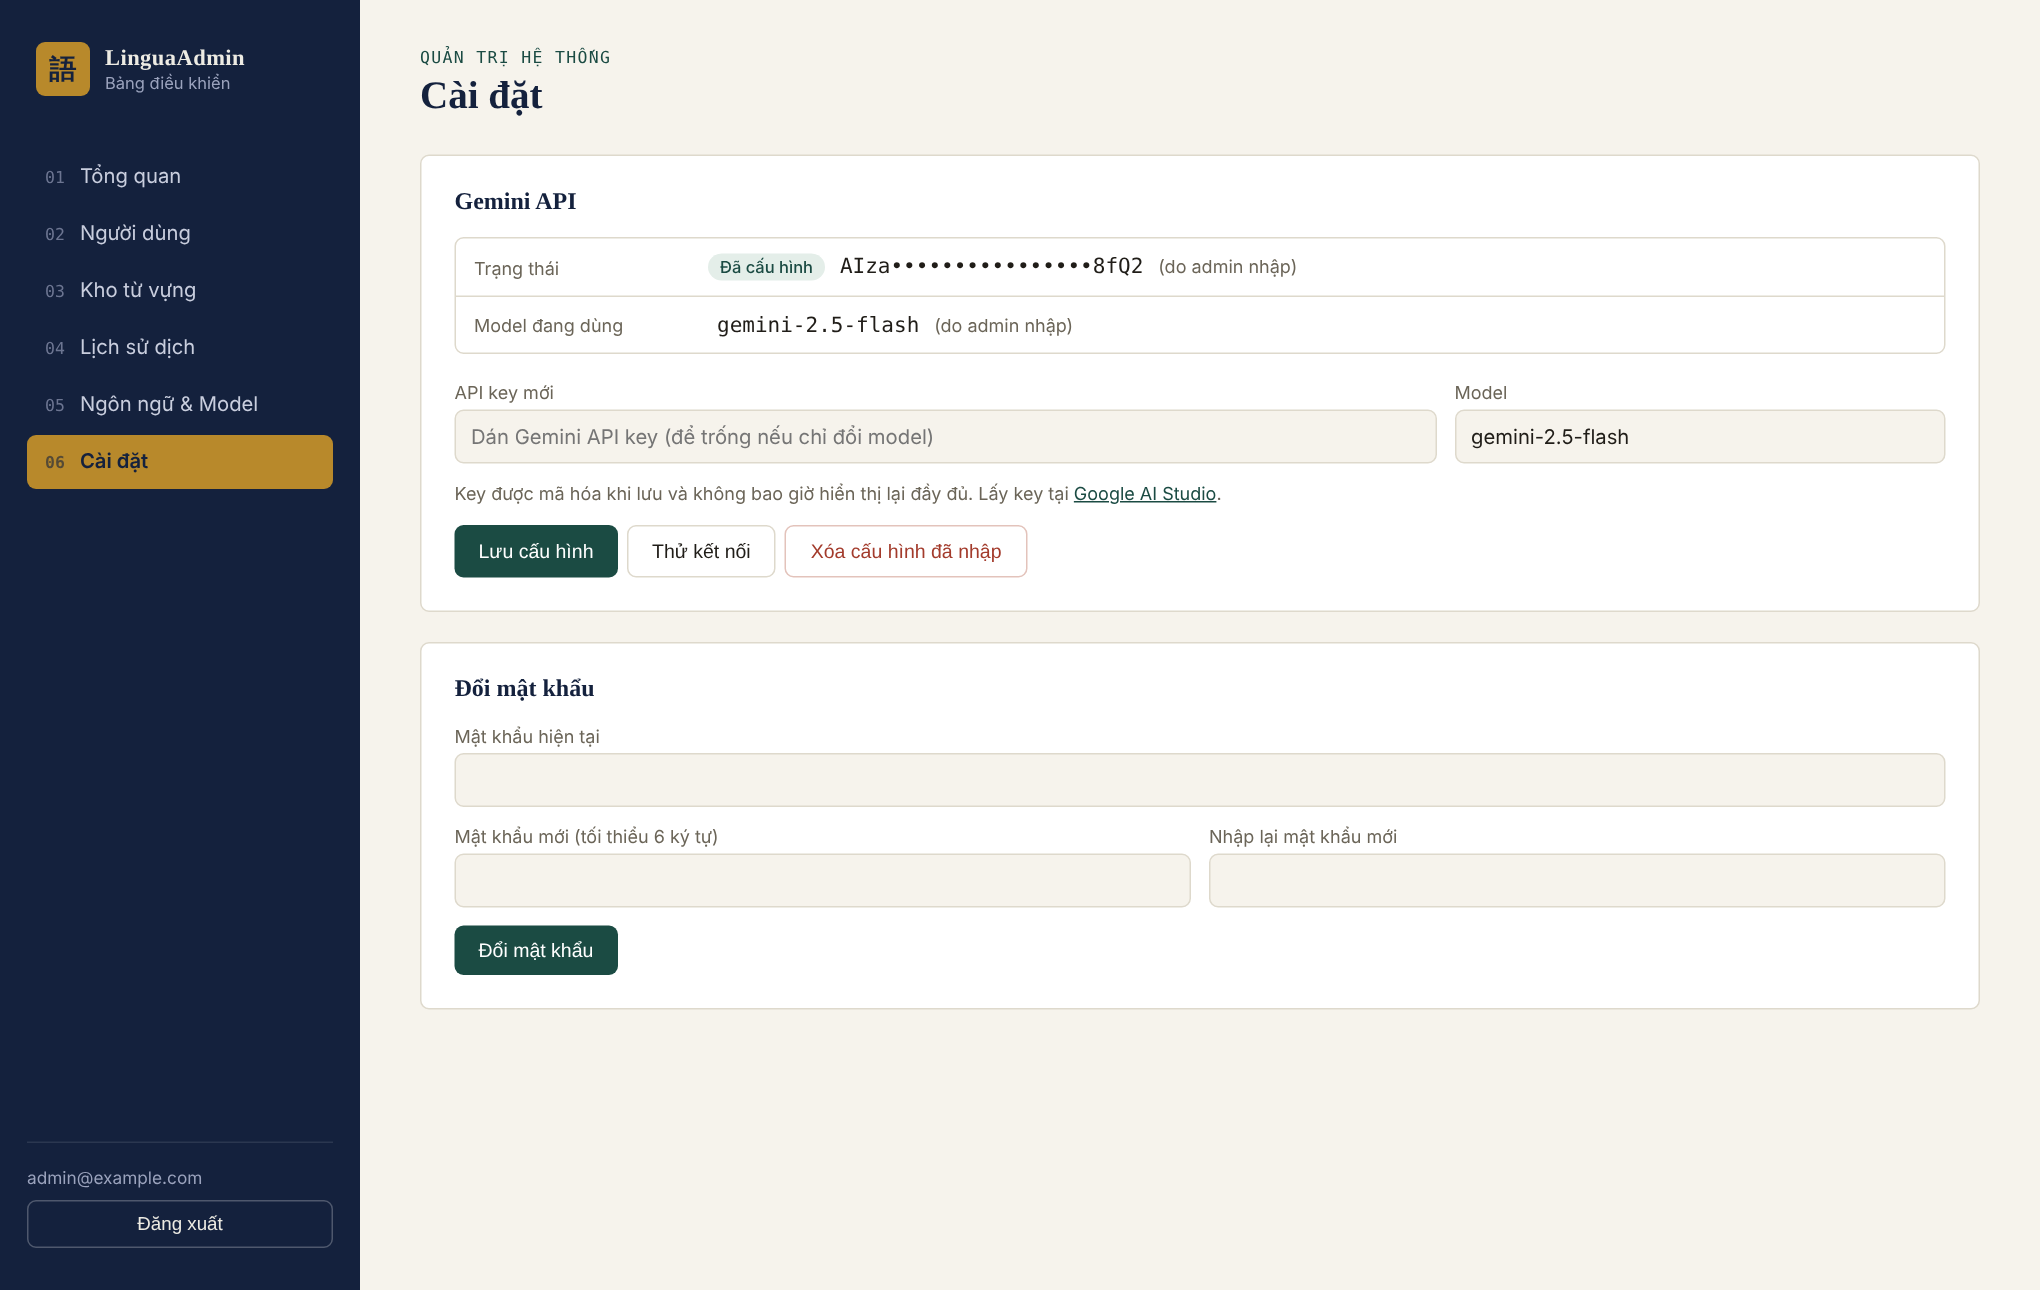 語
LinguaAdmin
Bảng điều khiển
01 Tổng quan
02 Người dùng
03 Kho từ vựng
04 Lịch sử dịch
05 Ngôn ngữ & Model
06 Cài đặt
admin@example.com
Đăng xuất
QUẢN TRỊ HỆ THỐNG
Cài đặt
Gemini API
Trạng thái Đã cấu hình AIza••••••••••••••••8fQ2 (do admin nhập)
Model đang dùng gemini-2.5-flash (do admin nhập)
API key mới Model
Dán Gemini API key (để trống nếu chỉ đổi model) gemini-2.5-flash
Key được mã hóa khi lưu và không bao giờ hiển thị lại đầy đủ. Lấy key tại Google AI Studio.
Lưu cấu hình Thử kết nối Xóa cấu hình đã nhập
Đổi mật khẩu
Mật khẩu hiện tại
Mật khẩu mới (tối thiểu 6 ký tự) Nhập lại mật khẩu mới
Đổi mật khẩu